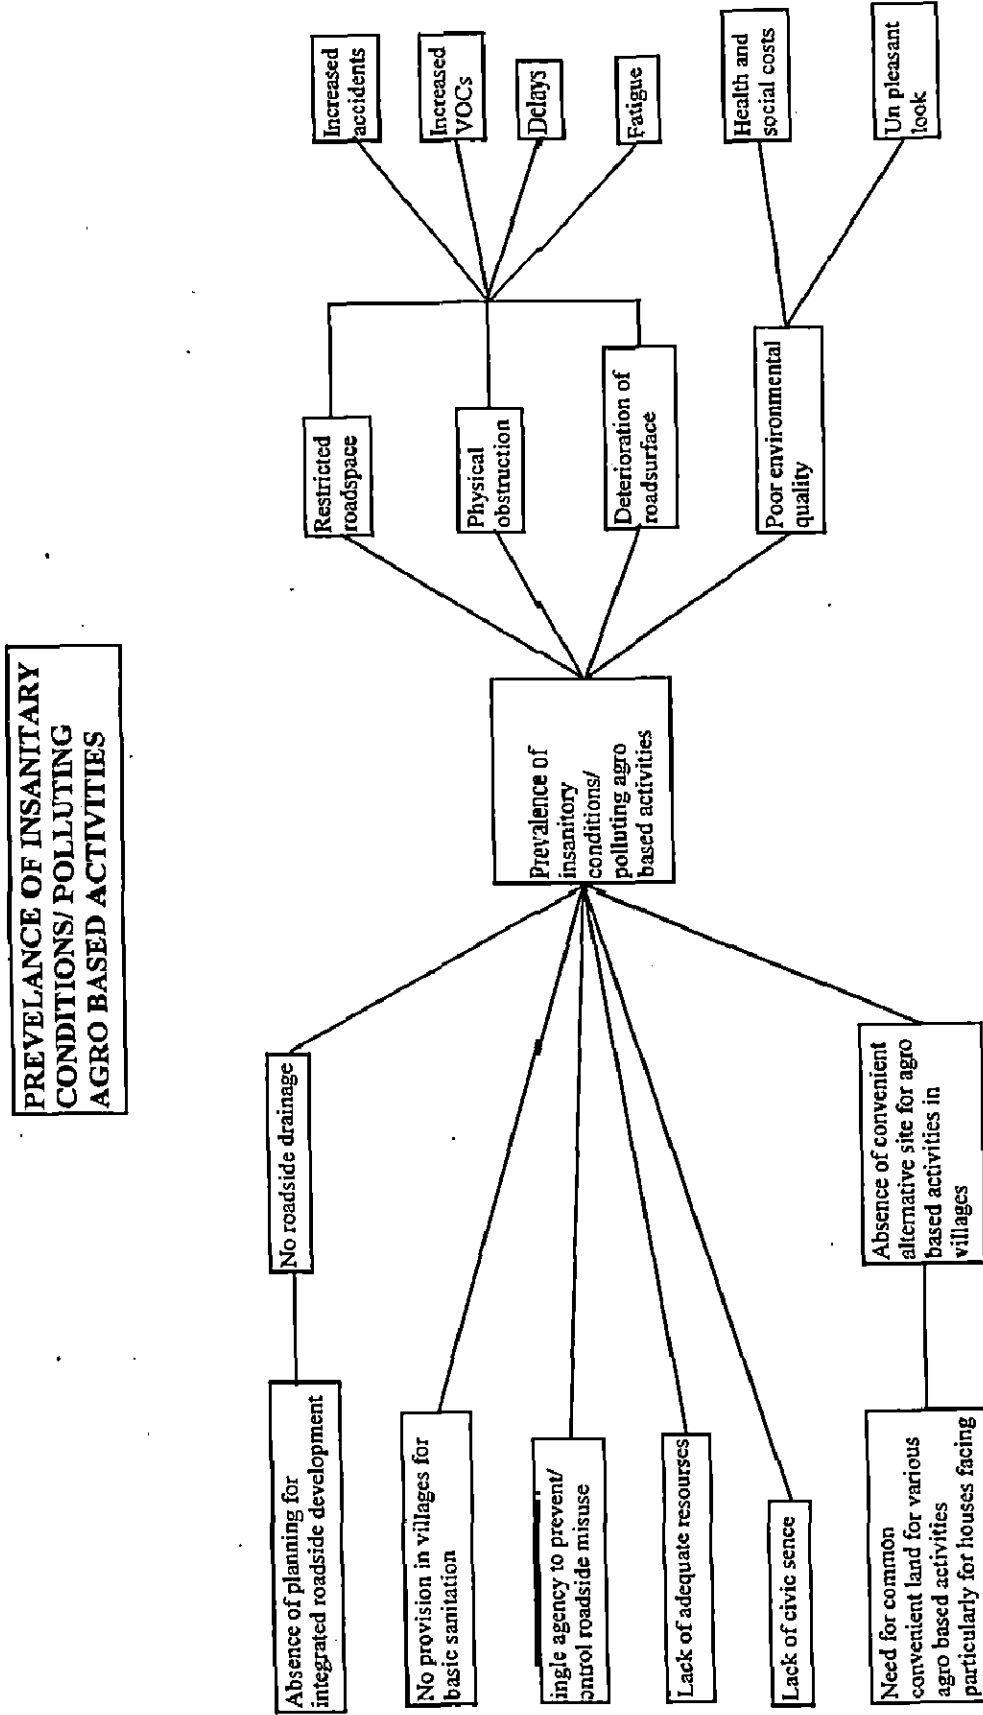 PREVELANCE OF INSANITARY
CONDITIONS/ POLLUTING
AGRO BASED ACTIVITIES
Absence of planning for
integrated roadside development
No provision in villages for
basic sanitation
ingle agency to prevent/
ontrol roadside misuse
Lack of adequate resourses
Lack of civic sence
Need for common
convenient land for various
agro based activities
particularly for houses facing
No roadside drainage
Absence of convenient
alternative site for agro
based activities in
villages
Prevalence of
insanitory
conditions/
polluting agro
based activities
Restricted
roadspace
Physical
obstruction
Deterioration of
roadsurface
Poor environmental
quality
Increased
accidents
Increased
VOCs
Delays
Fatigue
Health and
social costs
Un pleasant
look